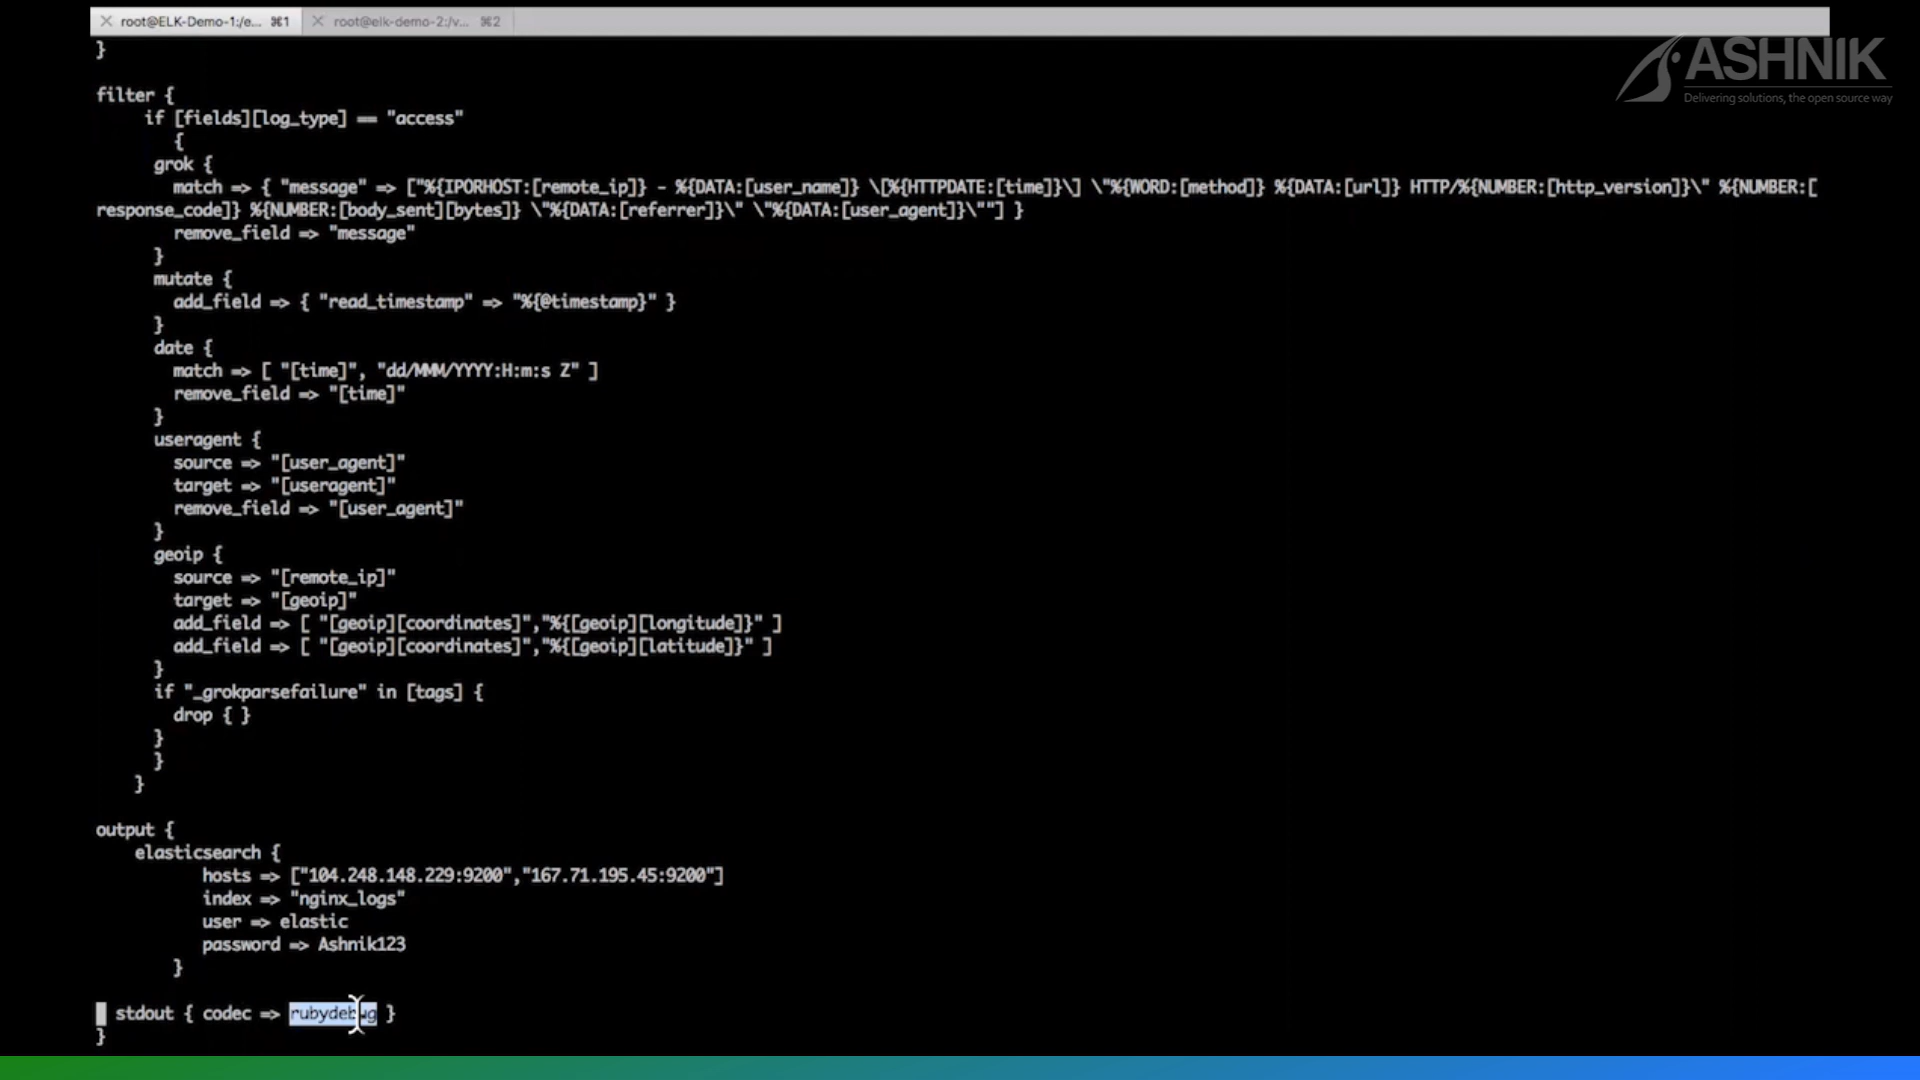 root@ELK-Demo-1:/e... ⌘1 root@elk-demo-2:/v... ⌘2
ASHNIK
Delivering solutions, the open source way
}
filter {
if [fields][log_type] == "access"
{
grok {
match => { "message" => ["%{IPORHOST:[remote_ip]} - %{DATA:[user_name]} \[%{HTTPDATE:[time]}\] \"%{WORD:[method]} %{DATA:[url]} HTTP/%{NUMBER:[http_version]}\" %{NUMBER:[
response_code]} %{NUMBER:[body_sent][bytes]} \"%{DATA:[referrer]}\" \"%{DATA:[user_agent]}\""] }
remove_field => "message"
}
mutate {
add_field => { "read_timestamp" => "%{@timestamp}" }
}
date {
match => [ "[time]", "dd/MMM/YYYY:H:m:s Z" ]
remove_field => "[time]"
}
useragent {
source => "[user_agent]"
target => "[useragent]"
remove_field => "[user_agent]"
}
geoip {
source => "[remote_ip]"
target => "[geoip]"
add_field => [ "[geoip][coordinates]","%{[geoip][longitude]}" ]
add_field => [ "[geoip][coordinates]","%{[geoip][latitude]}" ]
}
if "_grokparsefailure" in [tags] {
drop { }
}
}
}
output {
elasticsearch {
hosts => ["104.248.148.229:9200","167.71.195.45:9200"]
index => "nginx_logs"
user => elastic
password => Ashnik123
}
stdout { codec => rubydebug }
}